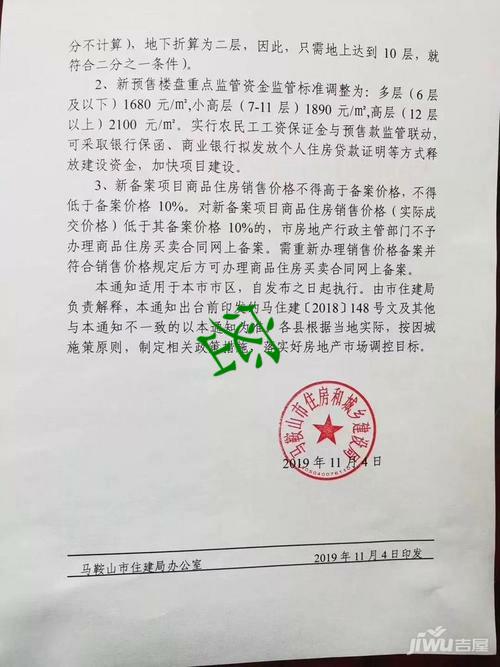 分不计算)，地下折算为二层，因此，只需地上达到 10 层，就
符合二分之一条件)。
2、新预售楼盘重点监管资金监管标准调整为：多层(6 层
及以下)1680 元/㎡,小高层(7-11 层)1890 元/㎡,高层(12 层
以上)2100 元/㎡。实行农民工工资保证金与预售款监管联动，
可采取银行保函、商业银行拟发放个人住房贷款证明等方式释
放建设资金，加快项目建设。
3、新备案项目商品住房销售价格不得高于备案价格，不得
低于备案价格 10%。对新备案项目商品住房销售价格（实际成
交价格）低于其备案价格 10%的，市房地产行政主管部门不予
办理商品住房买卖合同网上备案。需重新办理销售价格备案并
符合销售价格规定后方可办理商品住房买卖合同网上备案。
本通知适用于本市市区，自发布之日起执行。由市住建局
负责解释，本通知出台前印发的马住建〔2018〕148 号文及其他
与本通知不一致的以本通知为准。各县根据当地实际，按因城
施策原则，制定相关政策措施，落实好房地产市场调控目标。
马鞍山市住房和城乡建设局
2019 年 11 月 4 日
马鞍山市住建局办公室 2019 年 11 月 4 日印发
JIWU吉屋